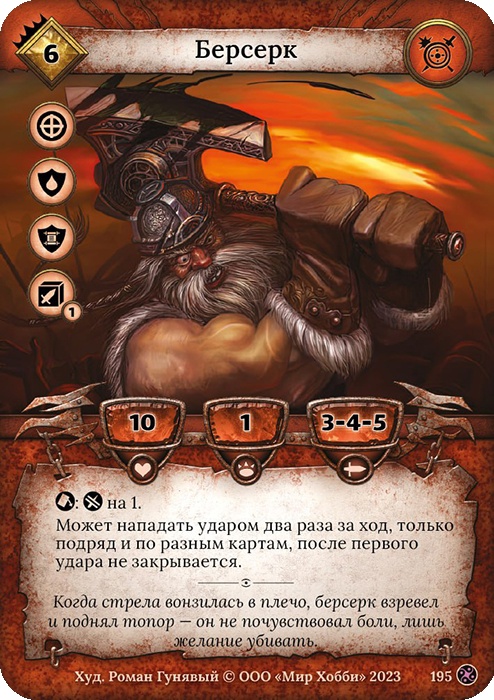 6
Берсерк
1
10
1
3-4-5
: на 1.
Может нападать ударом два раза за ход, только
подряд и по разным картам, после первого
удара не закрывается.
Когда стрела вонзилась в плечо, берсерк взревел
и поднял топор — он не почувствовал боли, лишь
желание убивать.
Худ. Роман Гунявый © ООО «Мир Хобби» 2023
195